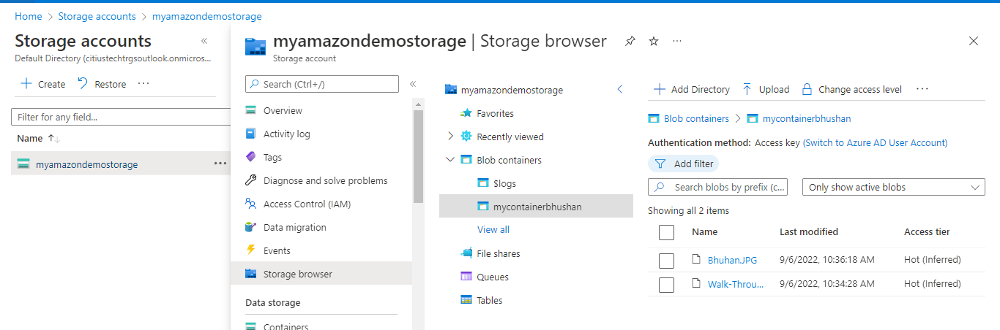 Home > Storage accounts > myamazondemostorage
Storage accounts «
Default Directory (citiustechtrgsoutlook.onmicros...
+ Create Restore ...
Filter for any field...
Name ↑↓
myamazondemostorage ...
myamazondemostorage | Storage browser ...
Storage account
Search (Ctrl+/) «
Overview
Activity log
Tags
Diagnose and solve problems
Access Control (IAM)
Data migration
Events
Storage browser
Data storage
Containers
myamazondemostorage
Favorites
Recently viewed
Blob containers
$logs
mycontainerbhushan
View all
File shares
Queues
Tables
+ Add Directory Upload Change access level ...
Blob containers > mycontainerbhushan
Authentication method: Access key (Switch to Azure AD User Account)
Add filter
Search blobs by prefix (c... Only show active blobs
Showing all 2 items
Name Last modified Access tier
Bhuhan.JPG 9/6/2022, 10:36:18 AM Hot (Inferred)
Walk-Throu... 9/6/2022, 10:34:28 AM Hot (Inferred)